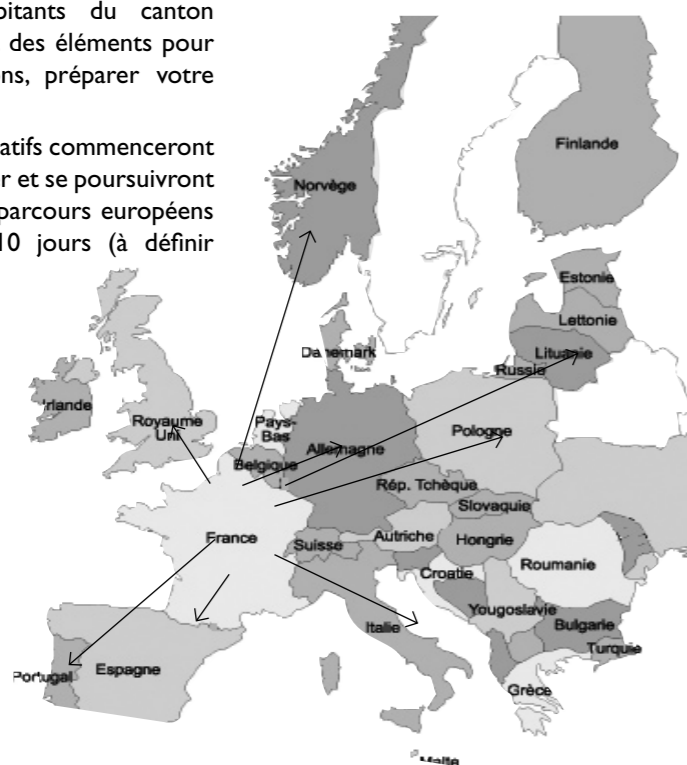 bitants du canton
des éléments pour
ons, préparer votre
atifs commenceront
r et se poursuivront
parcours européens
10 jours (à définir
Finlande
Norvège
Estonie
Lettonie
Danemark
Lituanie
Russie
Irlande
Royaume
Uni
Pays-
Bas
Allemagne
Pologne
Belgique
Rép. Tchèque
Slovaquie
France
Suisse
Autriche
Hongrie
Roumanie
Croatie
Yougoslavie
Italie
Bulgarie
Turquie
Portugal
Espagne
Grèce
Malte